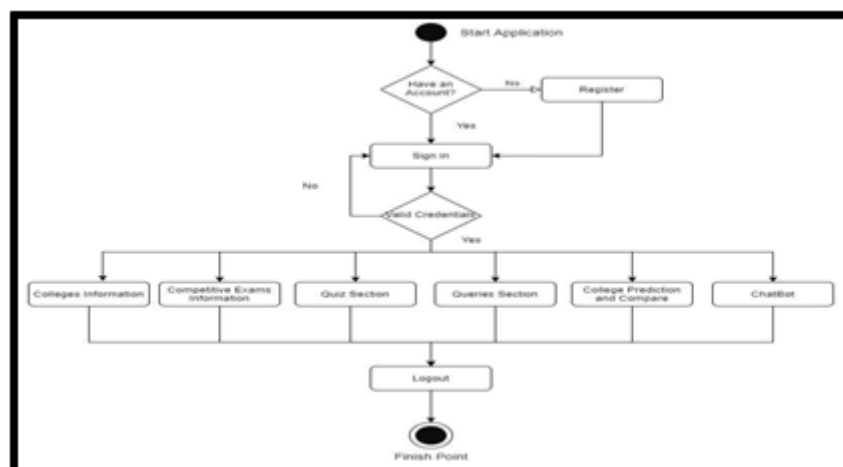 Start Application
Have an
Account?
No
Register
Yes
Sign in
No
Valid Credentials
Yes
Colleges Information
Competitive Exams
Information
Quiz Section
Queries Section
College Prediction
and Compare
ChatBot
Logout
Finish Point